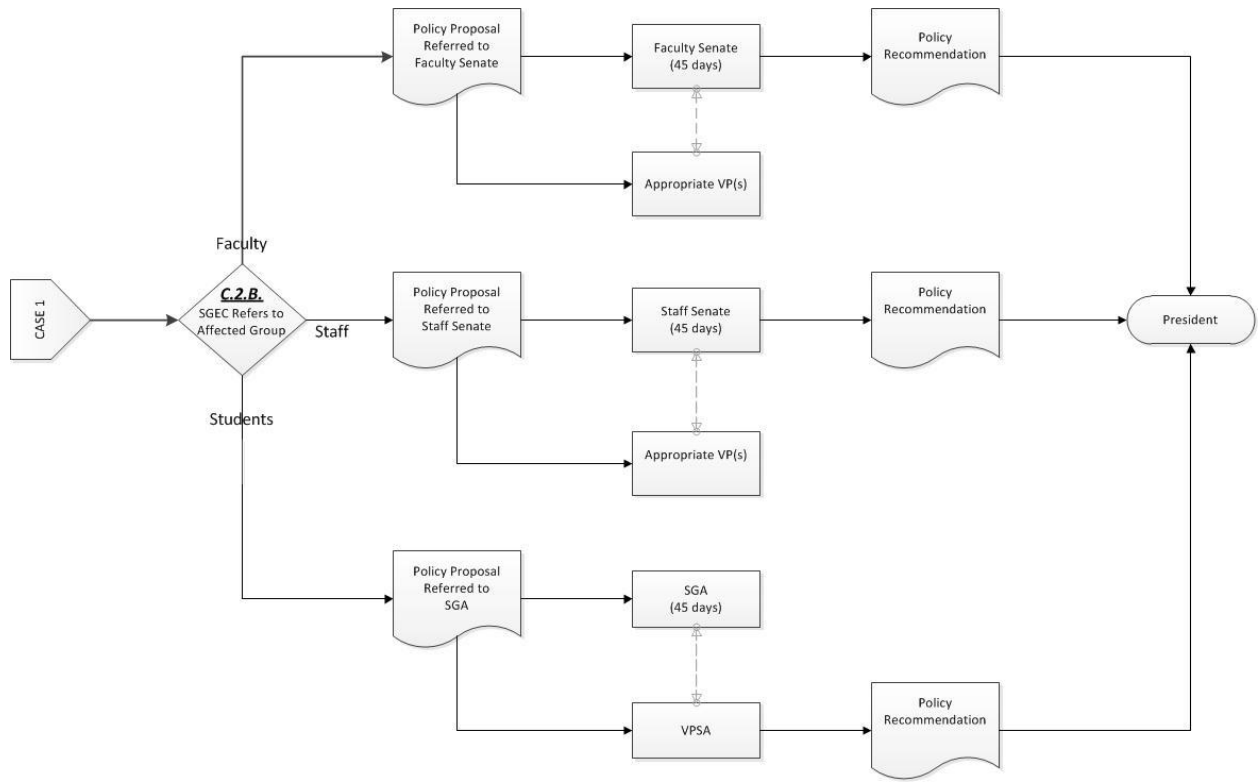 Policy Proposal
Referred to
Faculty Senate
Faculty Senate
(45 days)
Policy
Recommendation
Appropriate VP(s)
Faculty
CASE 1
C.2.B.
SGEC Refers to
Affected Group
Staff
Policy Proposal
Referred to
Staff Senate
Staff Senate
(45 days)
Policy
Recommendation
President
Students
Appropriate VP(s)
Policy Proposal
Referred to
SGA
SGA
(45 days)
VPSA
Policy
Recommendation